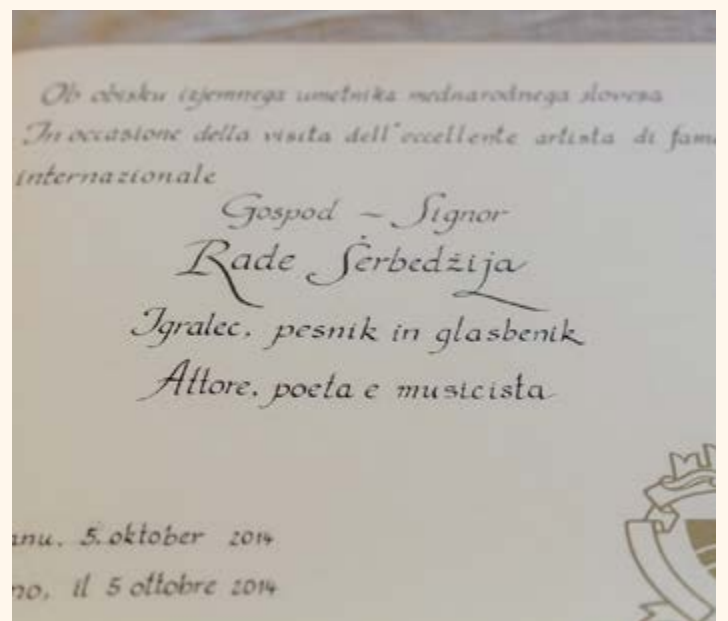 Ob obisku izjemnega umetnika mednarodnega slovesa
In occasione della visita dell'eccellente artista di fama
internazionale
Gospod – Signor
Rade Šerbedžija
Igralec, pesnik in glasbenik
Attore, poeta e musicista
anu, 5. oktober 2014
no, il 5 ottobre 2014